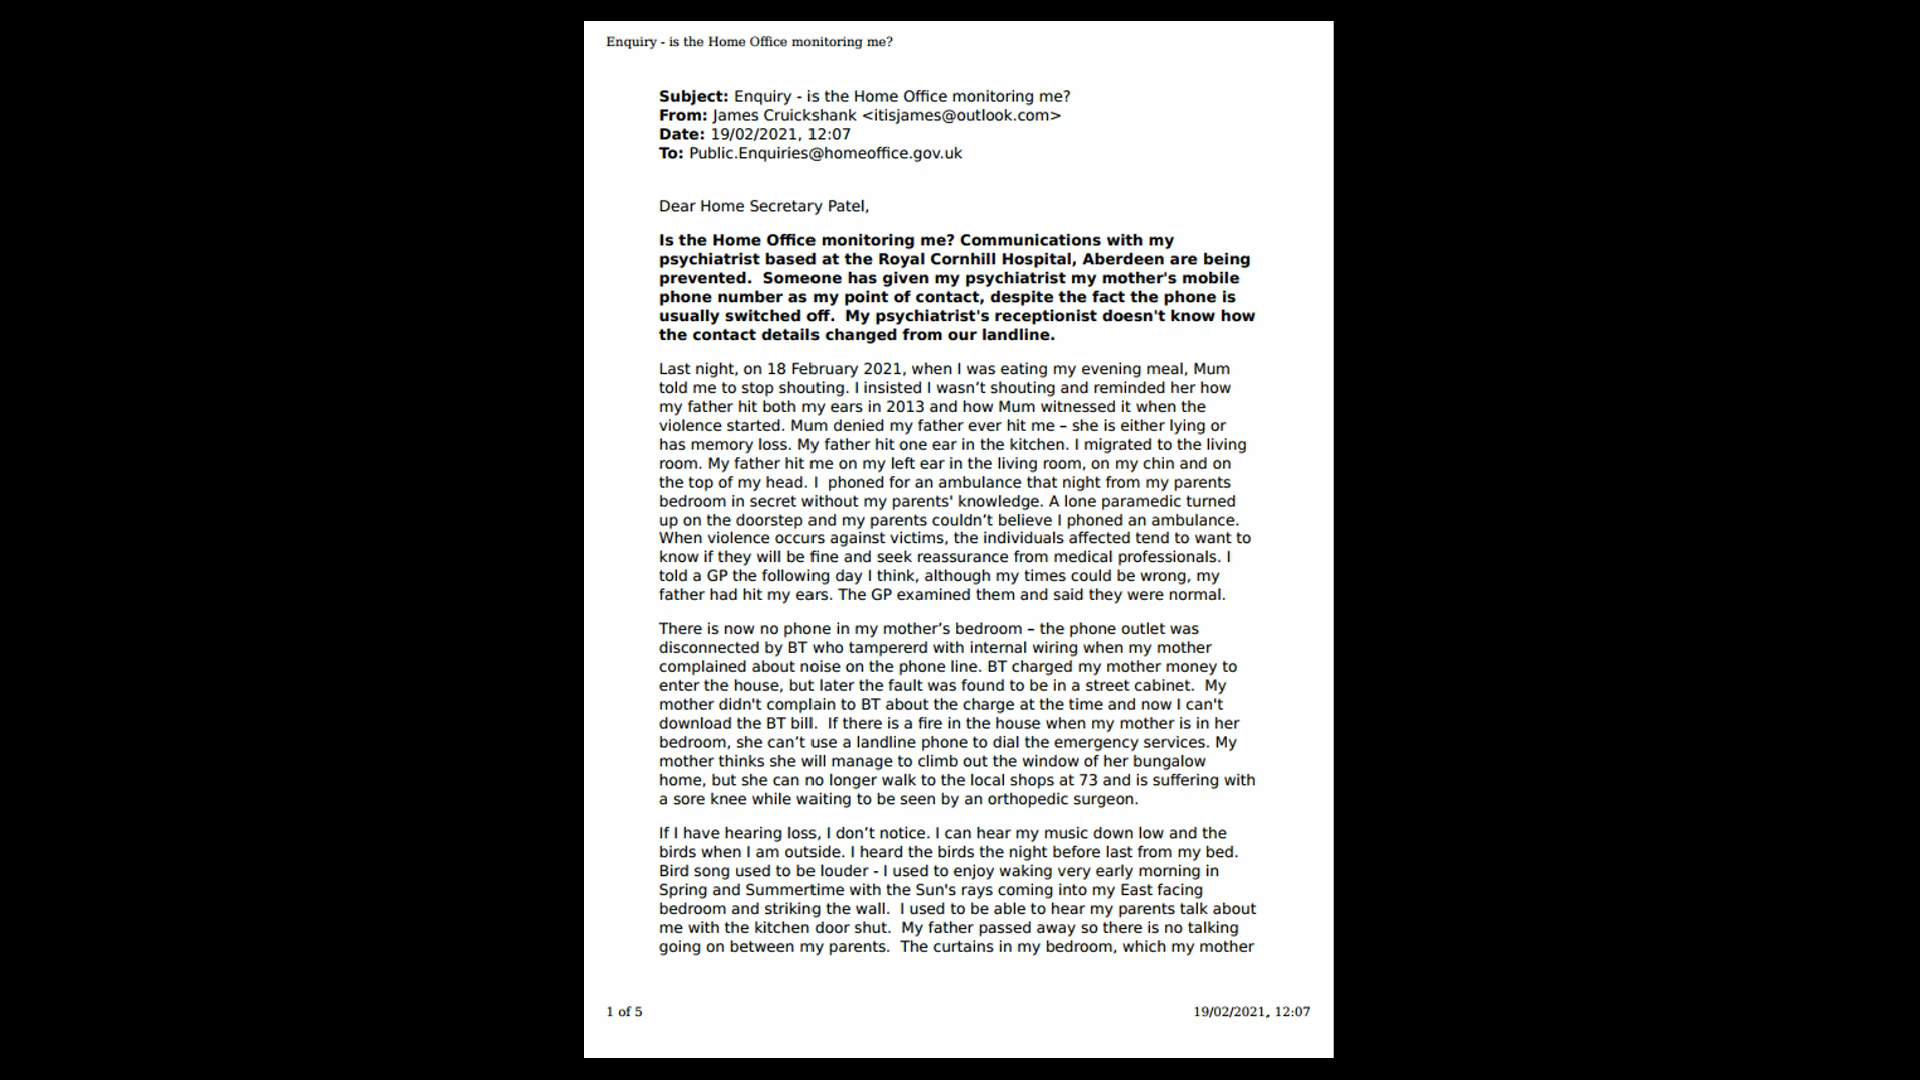 Enquiry - is the Home Office monitoring me?
Subject: Enquiry - is the Home Office monitoring me?
From: James Cruickshank <itisjames@outlook.com>
Date: 19/02/2021, 12:07
To: Public.Enquiries@homeoffice.gov.uk
Dear Home Secretary Patel,
Is the Home Office monitoring me? Communications with my
psychiatrist based at the Royal Cornhill Hospital, Aberdeen are being
prevented.  Someone has given my psychiatrist my mother's mobile
phone number as my point of contact, despite the fact the phone is
usually switched off.  My psychiatrist's receptionist doesn't know how
the contact details changed from our landline.
Last night, on 18 February 2021, when I was eating my evening meal, Mum
told me to stop shouting. I insisted I wasn’t shouting and reminded her how
my father hit both my ears in 2013 and how Mum witnessed it when the
violence started. Mum denied my father ever hit me – she is either lying or
has memory loss. My father hit one ear in the kitchen. I migrated to the living
room. My father hit me on my left ear in the living room, on my chin and on
the top of my head. I  phoned for an ambulance that night from my parents
bedroom in secret without my parents' knowledge. A lone paramedic turned
up on the doorstep and my parents couldn’t believe I phoned an ambulance.
When violence occurs against victims, the individuals affected tend to want to
know if they will be fine and seek reassurance from medical professionals. I
told a GP the following day I think, although my times could be wrong, my
father had hit my ears. The GP examined them and said they were normal.
There is now no phone in my mother’s bedroom – the phone outlet was
disconnected by BT who tampererd with internal wiring when my mother
complained about noise on the phone line. BT charged my mother money to
enter the house, but later the fault was found to be in a street cabinet.  My
mother didn't complain to BT about the charge at the time and now I can't
download the BT bill.  If there is a fire in the house when my mother is in her
bedroom, she can’t use a landline phone to dial the emergency services. My
mother thinks she will manage to climb out the window of her bungalow
home, but she can no longer walk to the local shops at 73 and is suffering with
a sore knee while waiting to be seen by an orthopedic surgeon.
If I have hearing loss, I don’t notice. I can hear my music down low and the
birds when I am outside. I heard the birds the night before last from my bed.
Bird song used to be louder - I used to enjoy waking very early morning in
Spring and Summertime with the Sun's rays coming into my East facing
bedroom and striking the wall.  I used to be able to hear my parents talk about
me with the kitchen door shut.  My father passed away so there is no talking
going on between my parents.  The curtains in my bedroom, which my mother
1 of 5
19/02/2021, 12:07